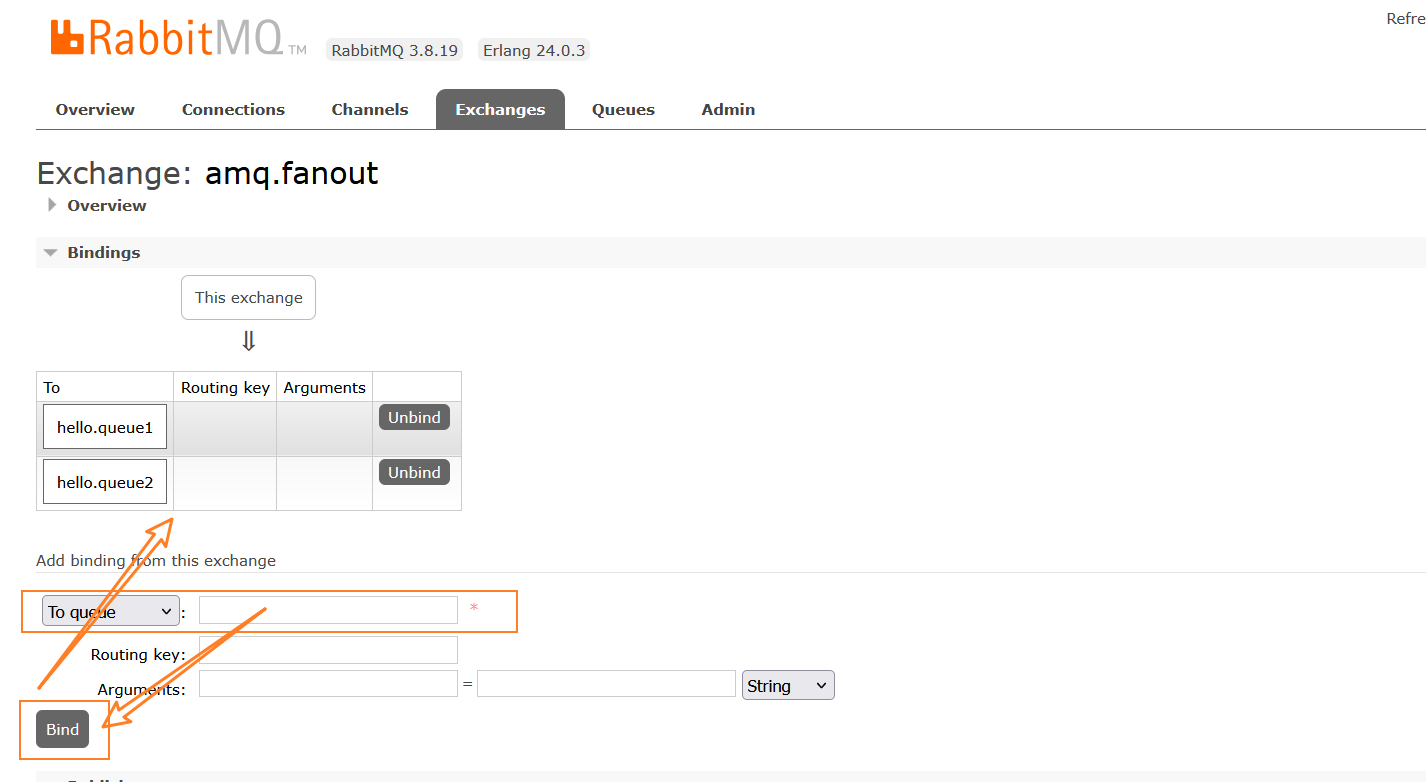 Refre
RabbitMQ TM RabbitMQ 3.8.19 Erlang 24.0.3
Overview Connections Channels Exchanges Queues Admin
Exchange: amq.fanout
Overview
Bindings
This exchange
⇓
To Routing key Arguments
hello.queue1 Unbind
hello.queue2 Unbind
Add binding from this exchange
To queue : *
Routing key:
Arguments: = String
Bind